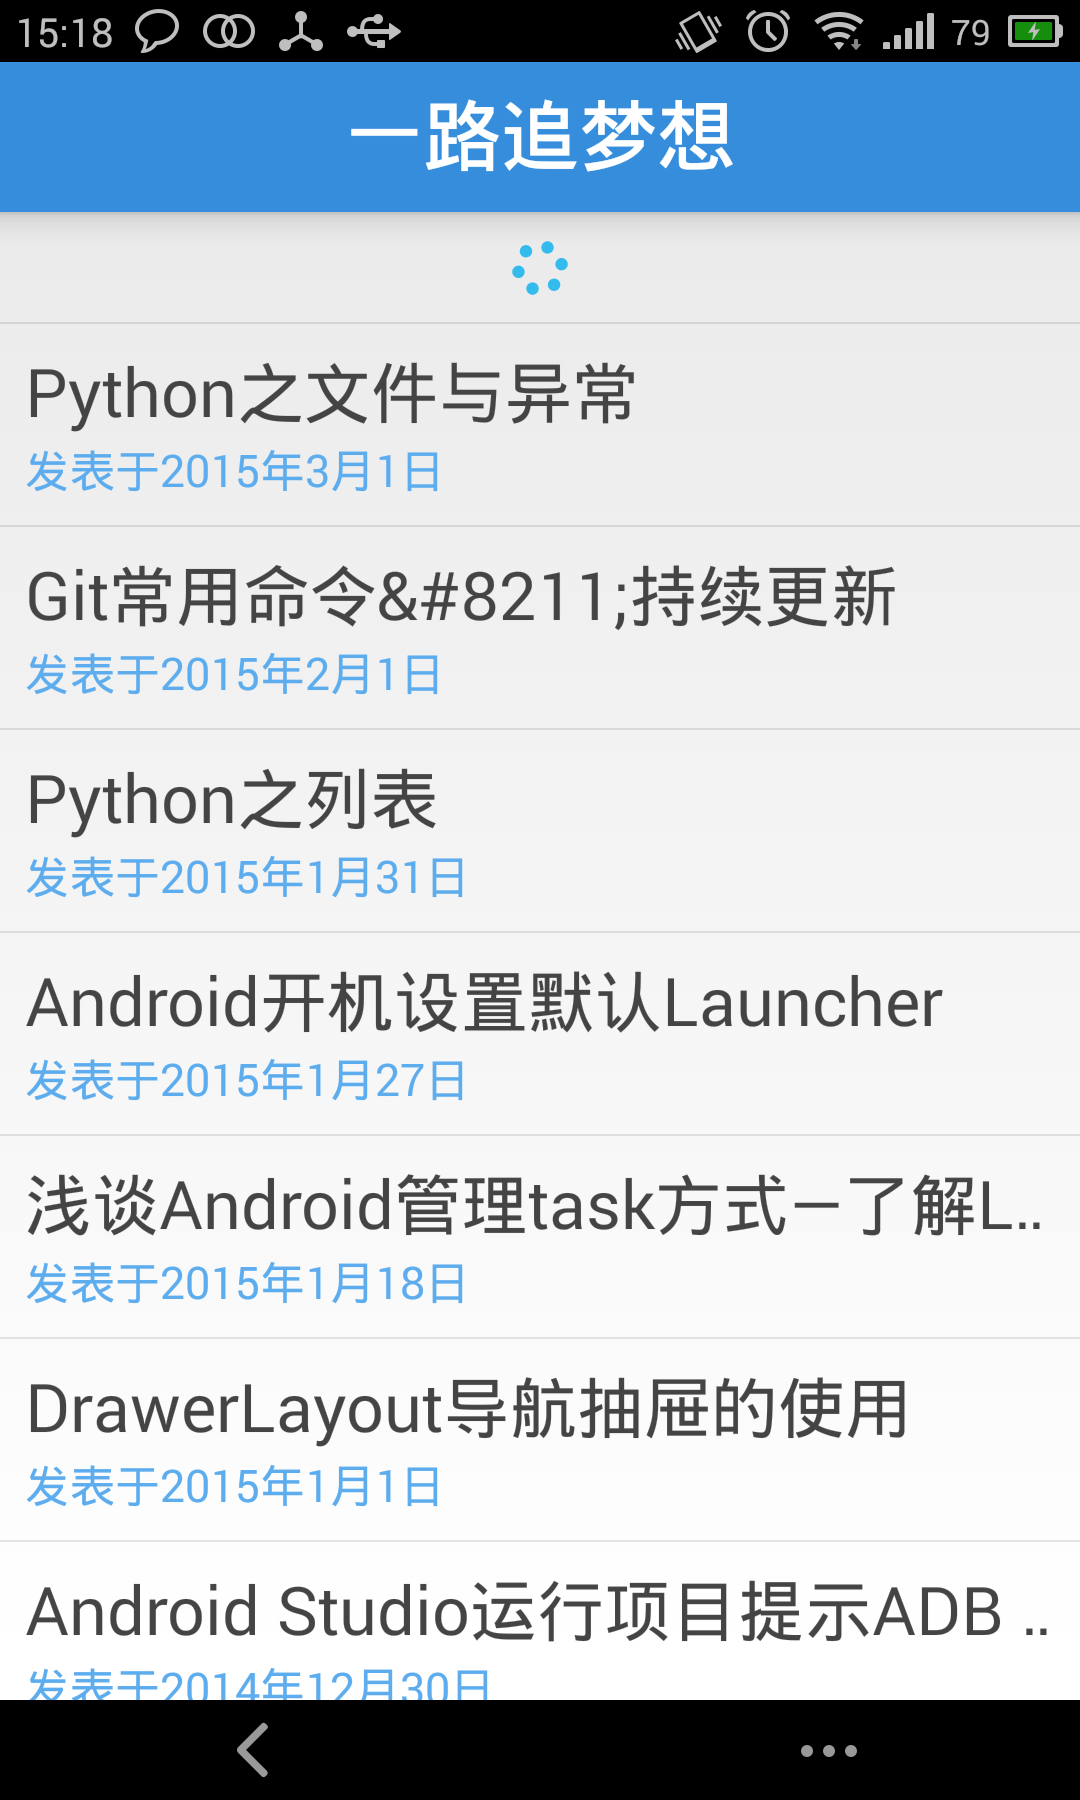 15:18
79
一路追梦想
Python之文件与异常
发表于2015年3月1日
Git常用命令&#8211;持续更新
发表于2015年2月1日
Python之列表
发表于2015年1月31日
Android开机设置默认Launcher
发表于2015年1月27日
浅谈Android管理task方式—了解L..
发表于2015年1月18日
DrawerLayout导航抽屉的使用
发表于2015年1月1日
Android Studio运行项目提示ADB ..
发表于2014年12月30日